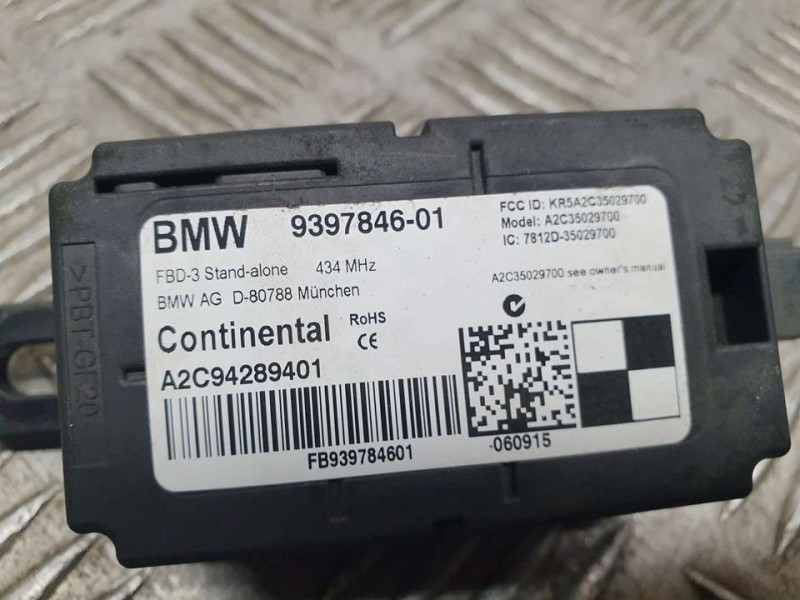 BMW 9397846-01
FBD-3 Stand-alone 434 MHz
BMW AG D-80788 München
Continental RoHS
CE
A2C94289401
FB939784601
FCC ID: KR5A2C35029700
Model: A2C35029700
IC: 7812D-35029700
A2C35029700 see owner's manual
060915
>PBT-GF20<